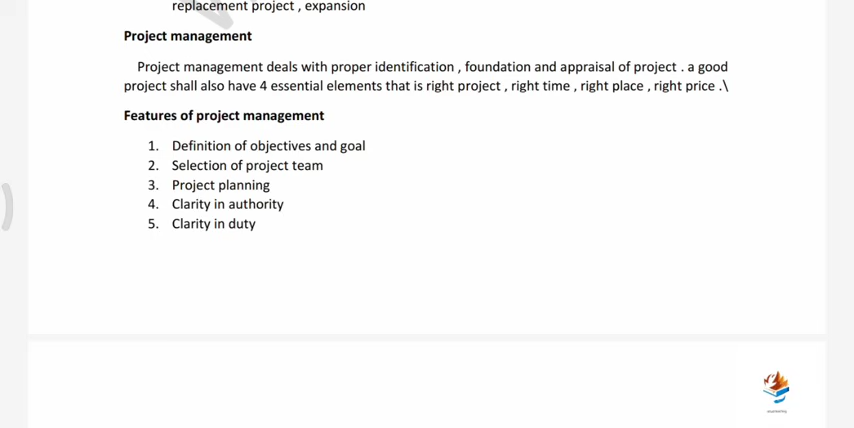 replacement project , expansion
Project management
Project management deals with proper identification , foundation and appraisal of project . a good
project shall also have 4 essential elements that is right project , right time , right place , right price .\
Features of project management
1. Definition of objectives and goal
2. Selection of project team
3. Project planning
4. Clarity in authority
5. Clarity in duty